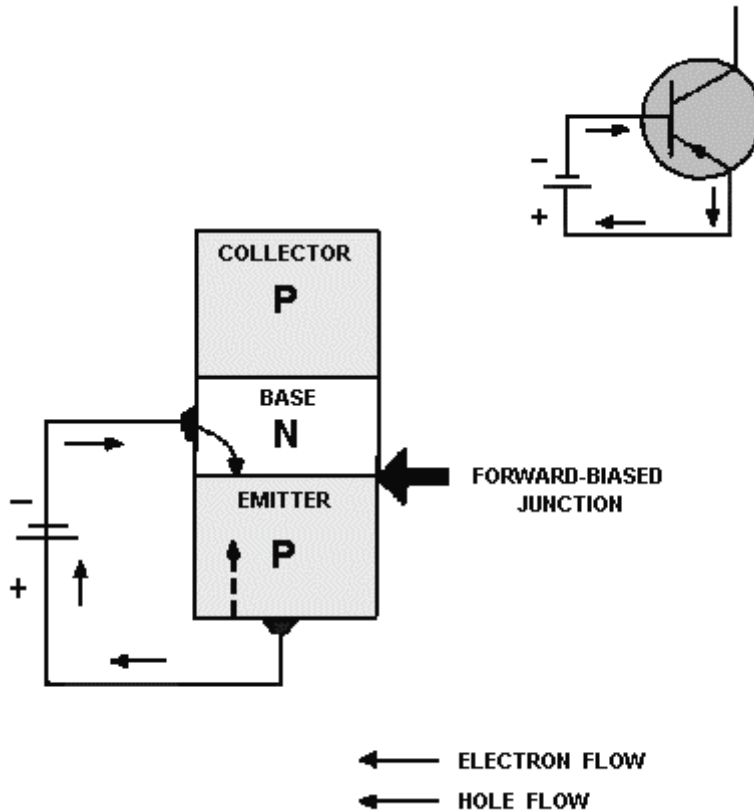 -
+
COLLECTOR
P
BASE
N
EMITTER
P
-
+
FORWARD-BIASED
JUNCTION
ELECTRON FLOW
HOLE FLOW